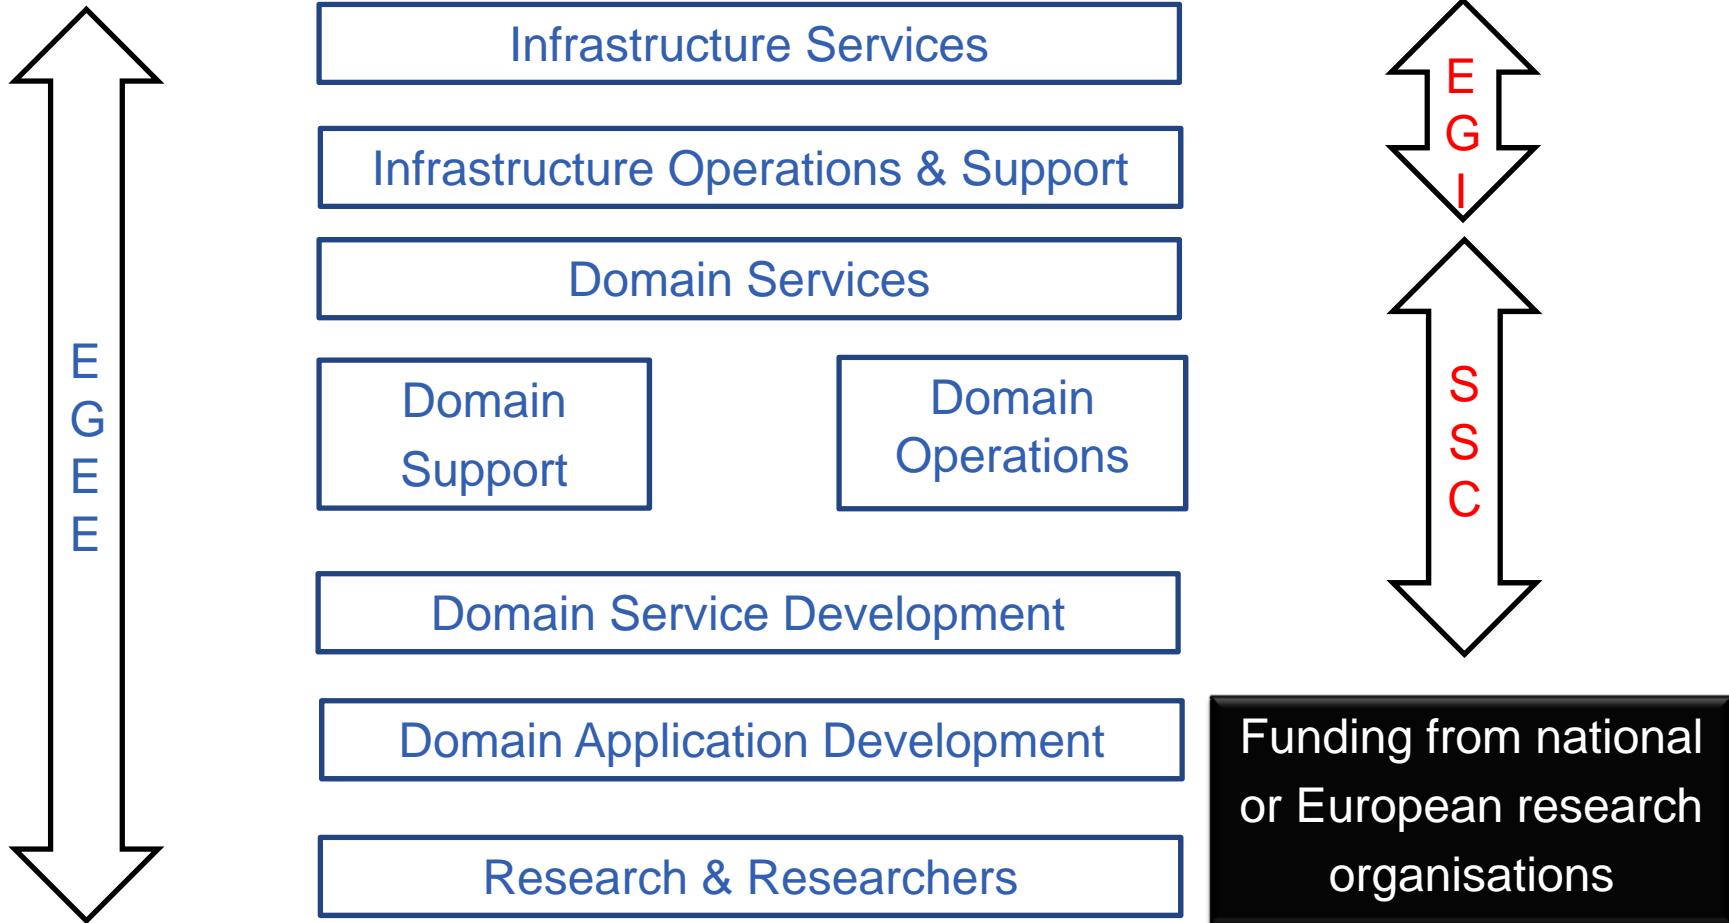 Infrastructure Services
Infrastructure Operations & Support
Domain Services
Domain
Support
Domain
Operations
Domain Service Development
Domain Application Development
Research & Researchers
E
G
E
E
E
G
I
S
S
C
Funding from national
or European research
organisations